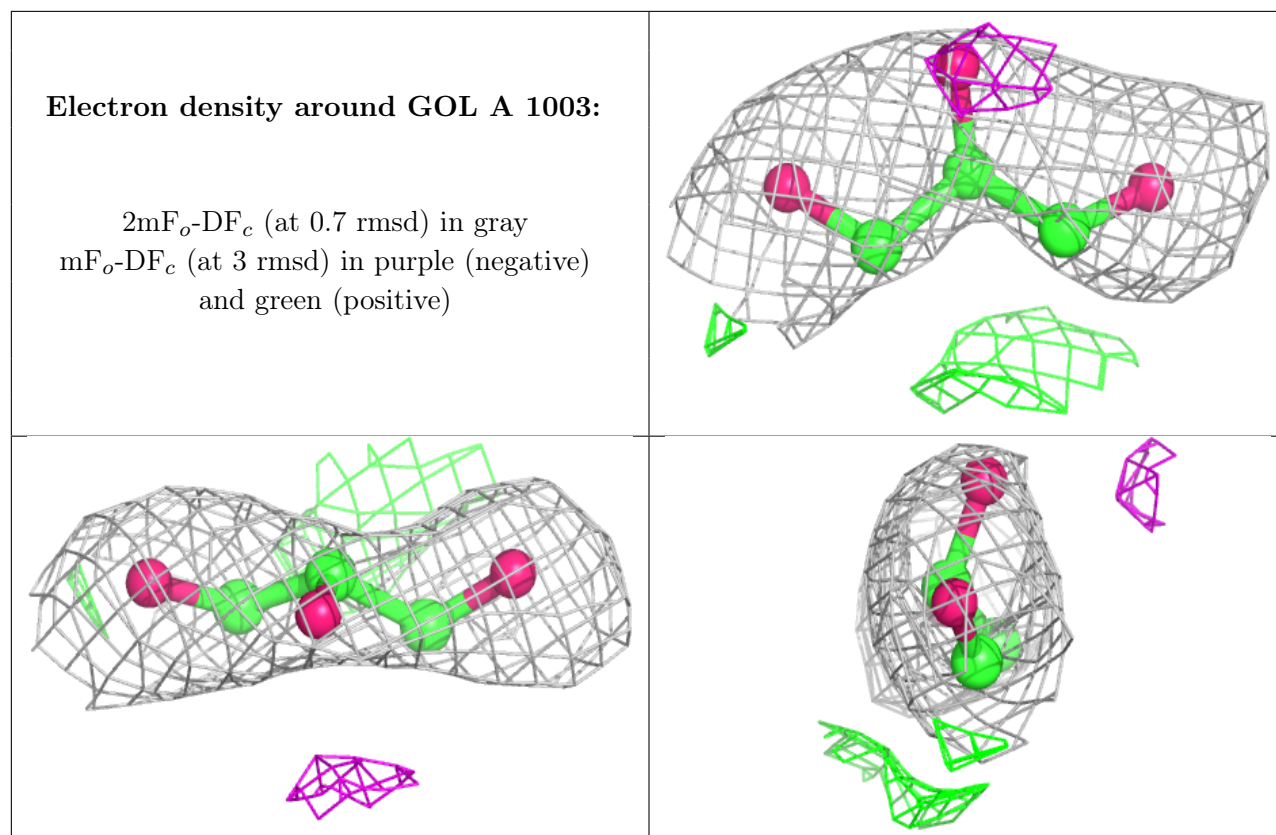 Electron density around GOL A 1003:
2mFo-DFc (at 0.7 rmsd) in gray
mFo-DFc (at 3 rmsd) in purple (negative)
and green (positive)